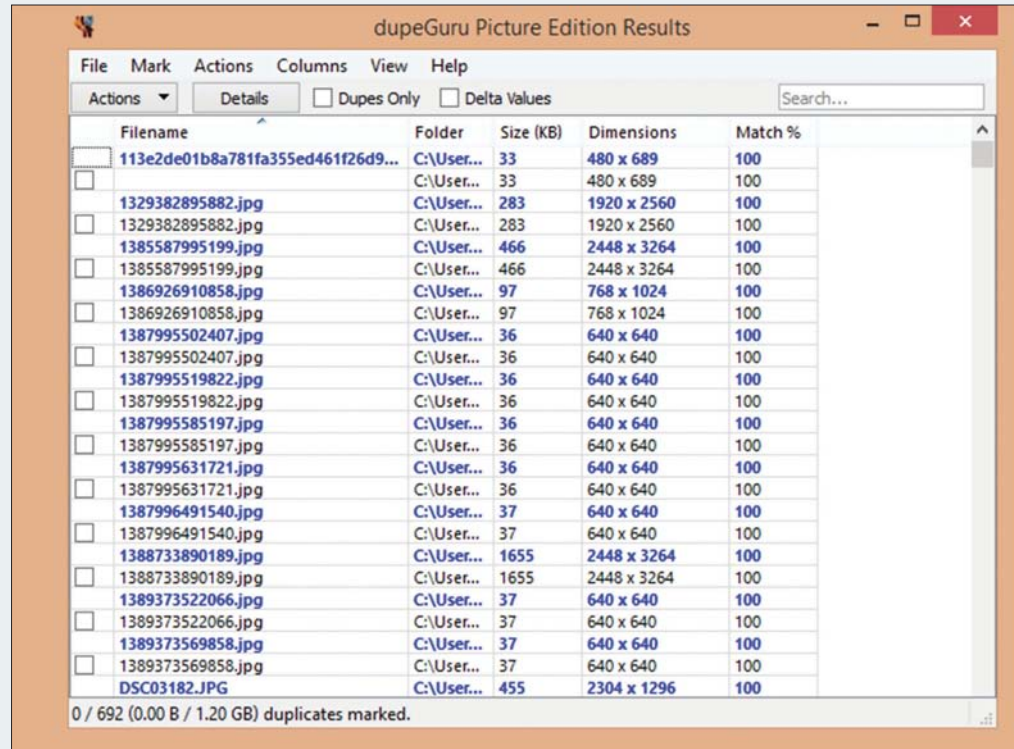 dupeGuru Picture Edition Results
File Mark Actions Columns View Help
Actions Details Dupes Only Delta Values Search...
Filename Folder Size (KB) Dimensions Match %
113e2de01b8a781fa355ed461f26d9... C:\User... 33 480 x 689 100
C:\User... 33 480 x 689 100
1329382895882.jpg C:\User... 283 1920 x 2560 100
1329382895882.jpg C:\User... 283 1920 x 2560 100
1385587995199.jpg C:\User... 466 2448 x 3264 100
1385587995199.jpg C:\User... 466 2448 x 3264 100
1386926910858.jpg C:\User... 97 768 x 1024 100
1386926910858.jpg C:\User... 97 768 x 1024 100
1387995502407.jpg C:\User... 36 640 x 640 100
1387995502407.jpg C:\User... 36 640 x 640 100
1387995519822.jpg C:\User... 36 640 x 640 100
1387995519822.jpg C:\User... 36 640 x 640 100
1387995585197.jpg C:\User... 36 640 x 640 100
1387995585197.jpg C:\User... 36 640 x 640 100
1387995631721.jpg C:\User... 36 640 x 640 100
1387995631721.jpg C:\User... 36 640 x 640 100
1387996491540.jpg C:\User... 37 640 x 640 100
1387996491540.jpg C:\User... 37 640 x 640 100
1388733890189.jpg C:\User... 1655 2448 x 3264 100
1388733890189.jpg C:\User... 1655 2448 x 3264 100
1389373522066.jpg C:\User... 37 640 x 640 100
1389373522066.jpg C:\User... 37 640 x 640 100
1389373569858.jpg C:\User... 37 640 x 640 100
1389373569858.jpg C:\User... 37 640 x 640 100
DSC03182.JPG C:\User... 455 2304 x 1296 100
0 / 692 (0.00 B / 1.20 GB) duplicates marked.